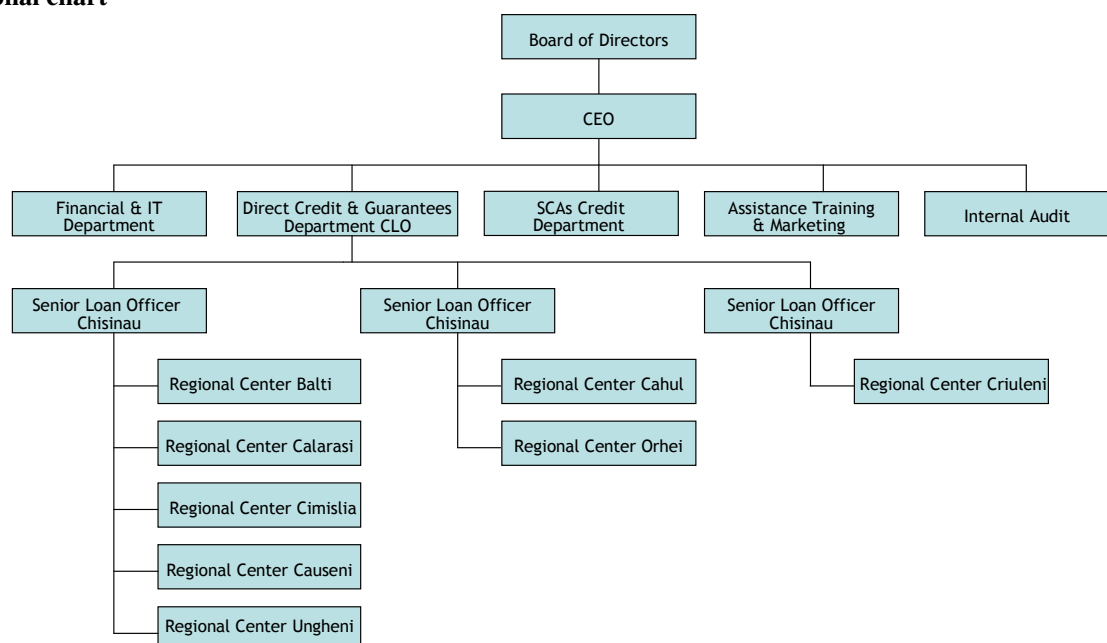 onal chart
Board of Directors
CEO
Financial & IT
Department
Direct Credit & Guarantees
Department CLO
SCAs Credit
Department
Assistance Training
& Marketing
Internal Audit
Senior Loan Officer
Chisinau
Senior Loan Officer
Chisinau
Senior Loan Officer
Chisinau
Regional Center Balti
Regional Center Calarasi
Regional Center Cimislia
Regional Center Causeni
Regional Center Ungheni
Regional Center Cahul
Regional Center Orhei
Regional Center Criuleni